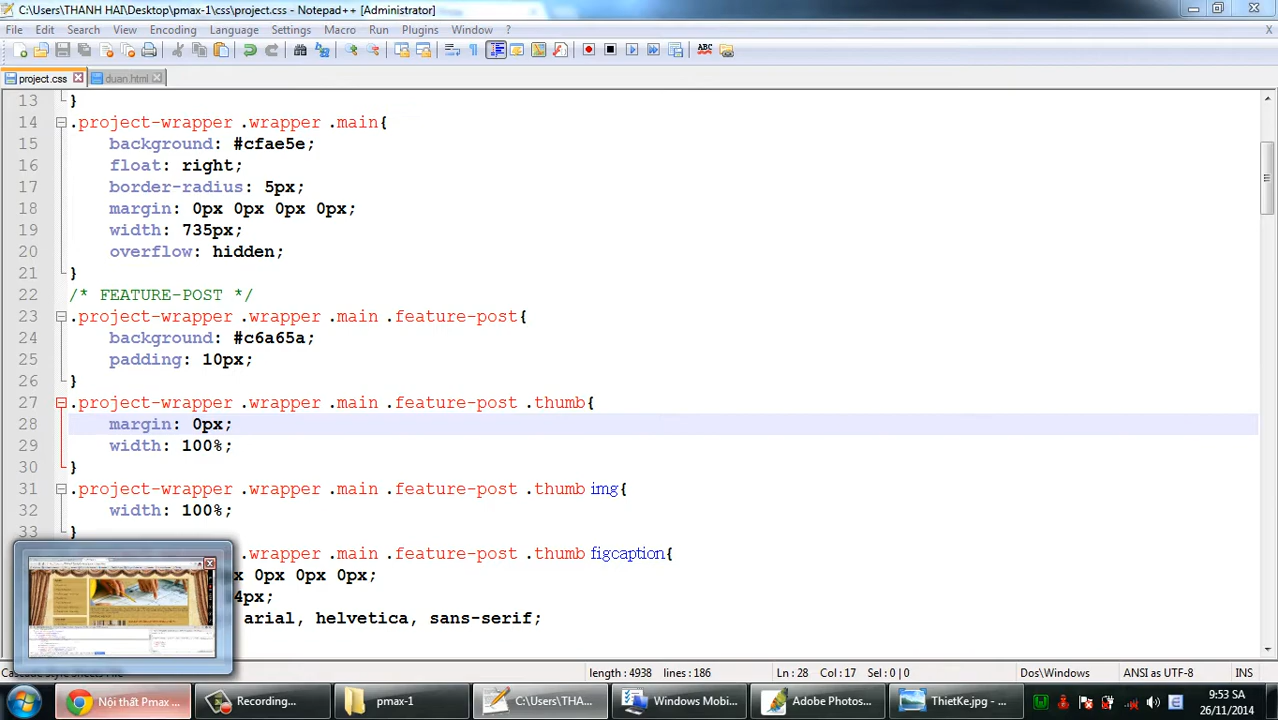 C:\Users\THANH HAI\Desktop\pmax-1\css\project.css - Notepad++ [Administrator]
File Edit Search View Encoding Language Settings Macro Run Plugins Window ? X
ABC
project.css duan.html
13 }
14 .project-wrapper .wrapper .main{
15 background: #cfae5e;
16 float: right;
17 border-radius: 5px;
18 margin: 0px 0px 0px 0px;
19 width: 735px;
20 overflow: hidden;
21 }
22 /* FEATURE-POST */
23 .project-wrapper .wrapper .main .feature-post{
24 background: #c6a65a;
25 padding: 10px;
26 }
27 .project-wrapper .wrapper .main .feature-post .thumb{
28 margin: 0px;
29 width: 100%;
30 }
31 .project-wrapper .wrapper .main .feature-post .thumb img{
32 width: 100%;
33 }
.wrapper .main .feature-post .thumb figcaption{
x 0px 0px 0px;
4px;
arial, helvetica, sans-serif;
length : 4938 lines : 186 Ln : 28 Col : 17 Sel : 0 | 0 Dos\Windows ANSI as UTF-8 INS
Nội thất Pmax ... Recording... pmax-1 C:\Users\THA... Windows Mobi... Adobe Photos... ThietKe.jpg - ... 9:53 SA
26/11/2014